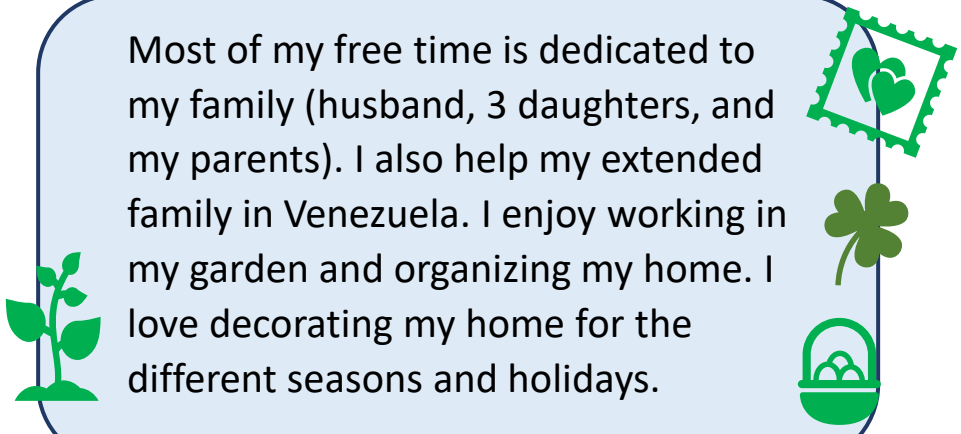 Most of my free time is dedicated to
my family (husband, 3 daughters, and
my parents). I also help my extended
family in Venezuela. I enjoy working in
my garden and organizing my home. I
love decorating my home for the
different seasons and holidays.